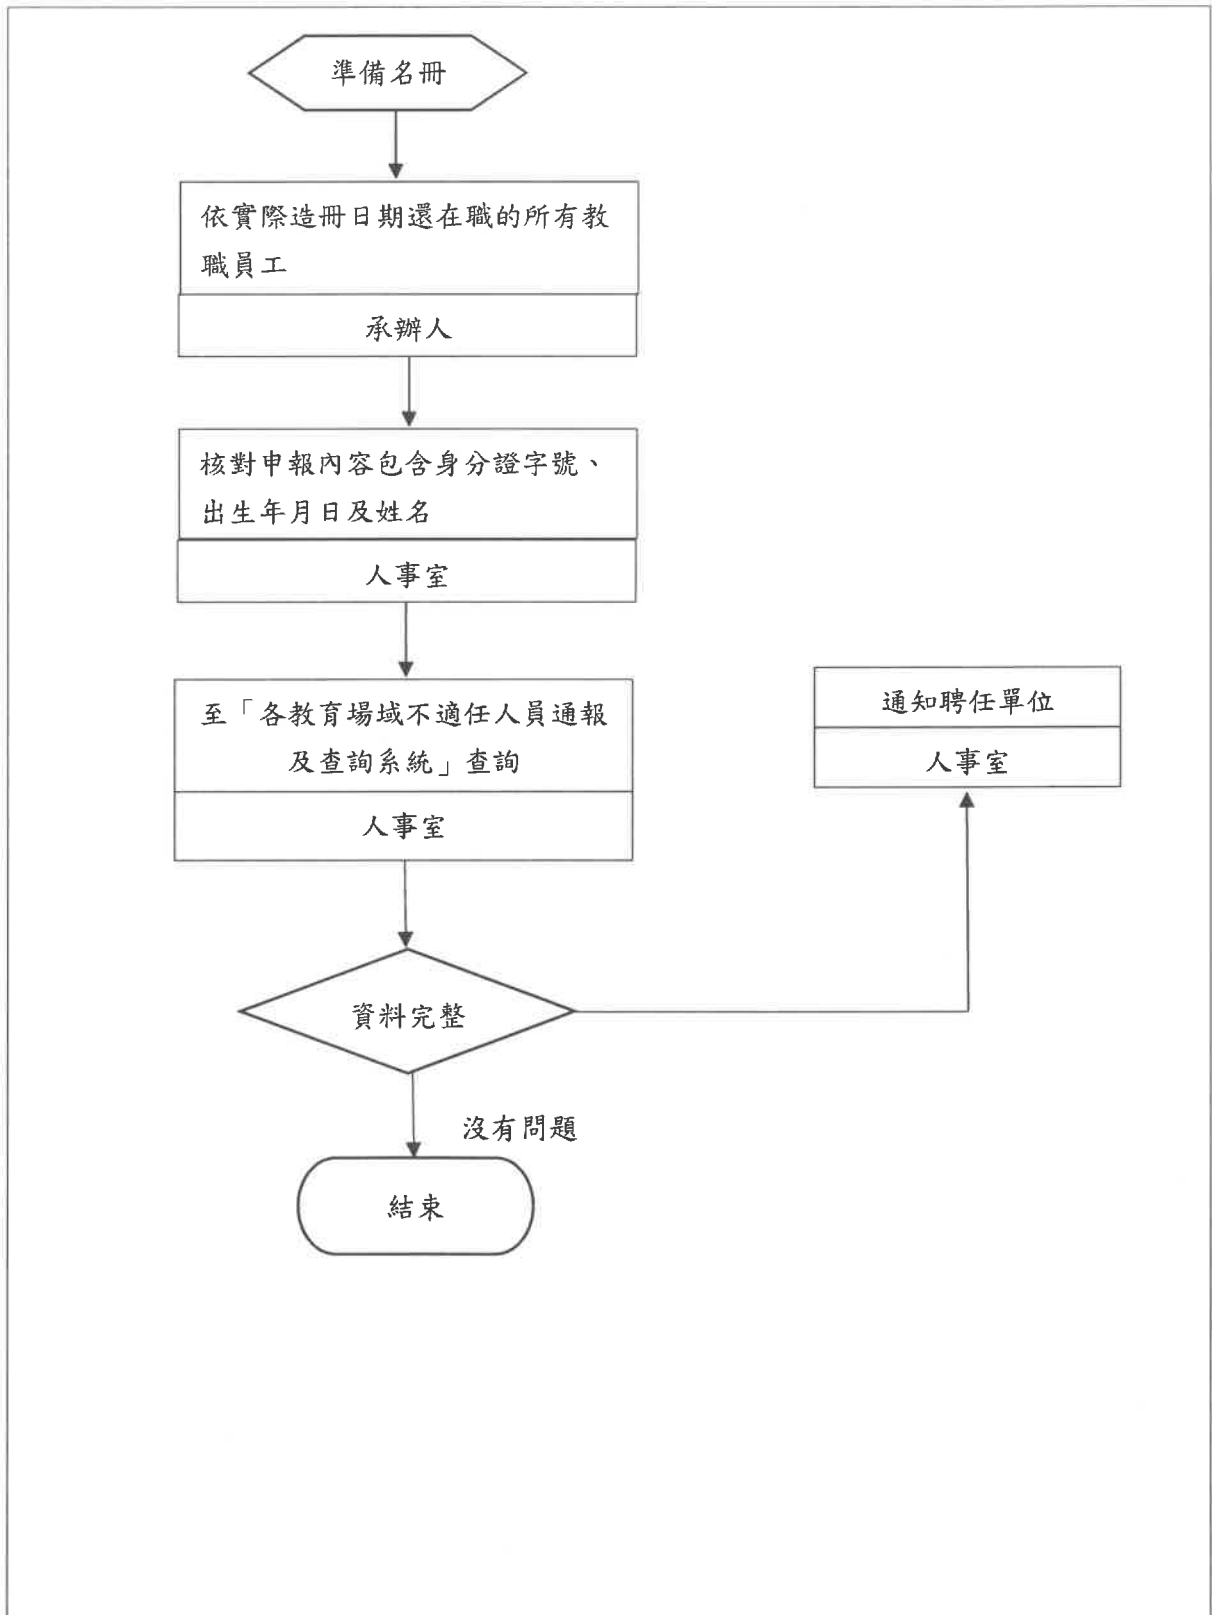 準備名冊
依實際造冊日期還在職的所有教
職員工
承辦人
核對申報內容包含身分證字號、
出生年月日及姓名
人事室
至「各教育場域不適任人員通報
及查詢系統」查詢
人事室
通知聘任單位
人事室
資料完整
沒有問題
結束